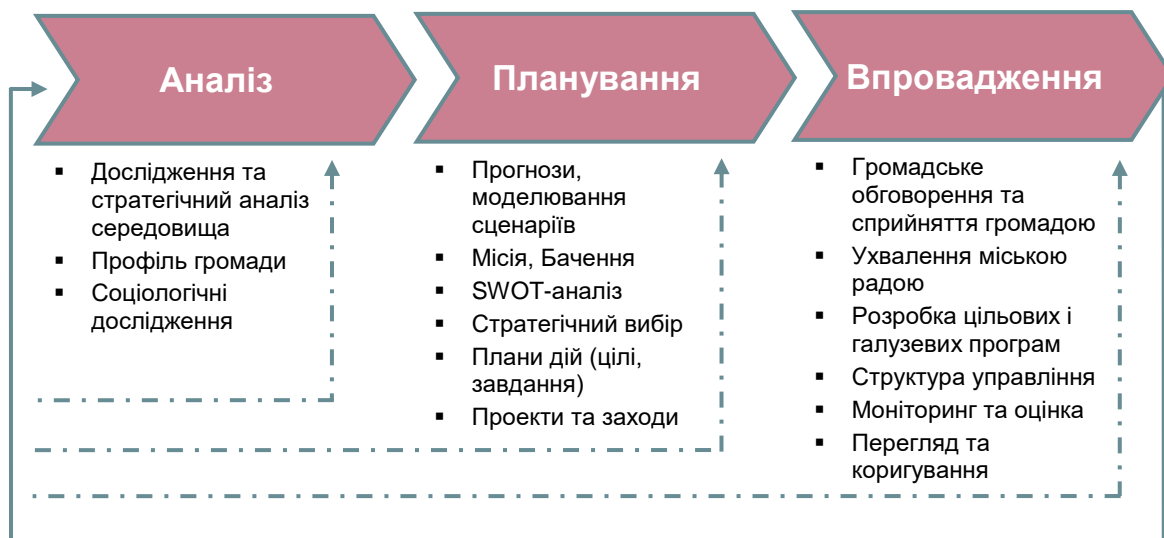 Аналіз
Планування
Впровадження
▪ Дослідження та
стратегічний аналіз
середовища
▪ Профіль громади
▪ Соціологічні
дослідження
▪ Прогнози,
моделювання
сценаріїв
▪ Місія, Бачення
▪ SWOT-аналіз
▪ Стратегічний вибір
▪ Плани дій (цілі,
завдання)
▪ Проекти та заходи
▪ Громадське
обговорення та
сприйняття громадою
▪ Ухвалення міською
радою
▪ Розробка цільових і
галузевих програм
▪ Структура управління
▪ Моніторинг та оцінка
▪ Перегляд та
коригування